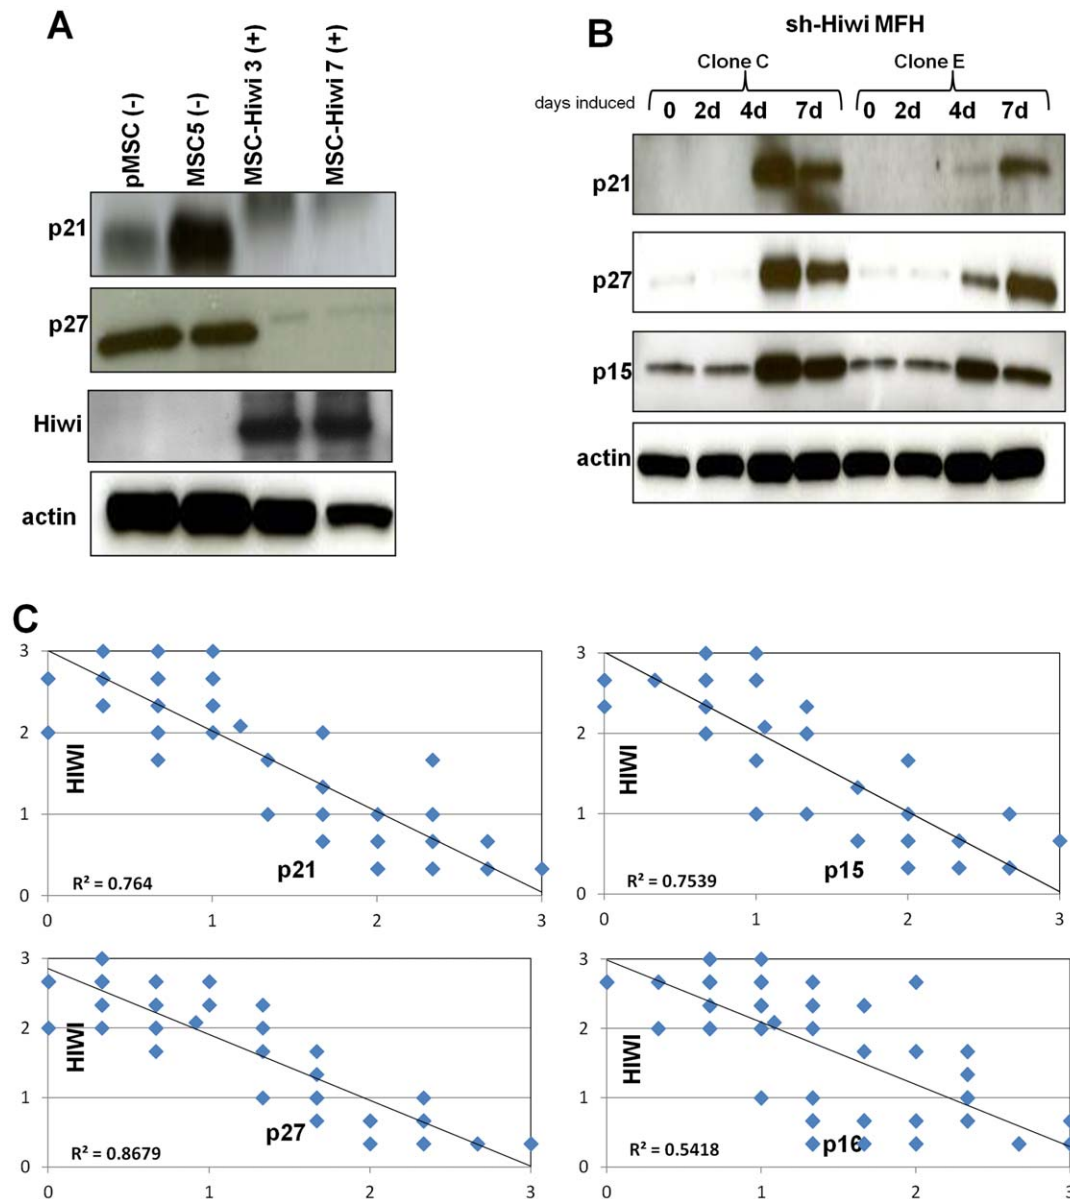 A
pMSC (-)
MSC5 (-)
MSC-Hiwi 3 (+)
MSC-Hiwi 7 (+)
p21
p27
Hiwi
actin
B
sh-Hiwi MFH
Clone C Clone E
days induced 0 2d 4d 7d 0 2d 4d 7d
p21
p27
p15
actin
C
3
2
1
0
HIWI
p21
R² = 0.764
0 1 2 3
3
2
1
0
HIWI
p15
R² = 0.7539
0 1 2 3
3
2
1
0
HIWI
p27
R² = 0.8679
0 1 2 3
3
2
1
0
HIWI
p16
R² = 0.5418
0 1 2 3